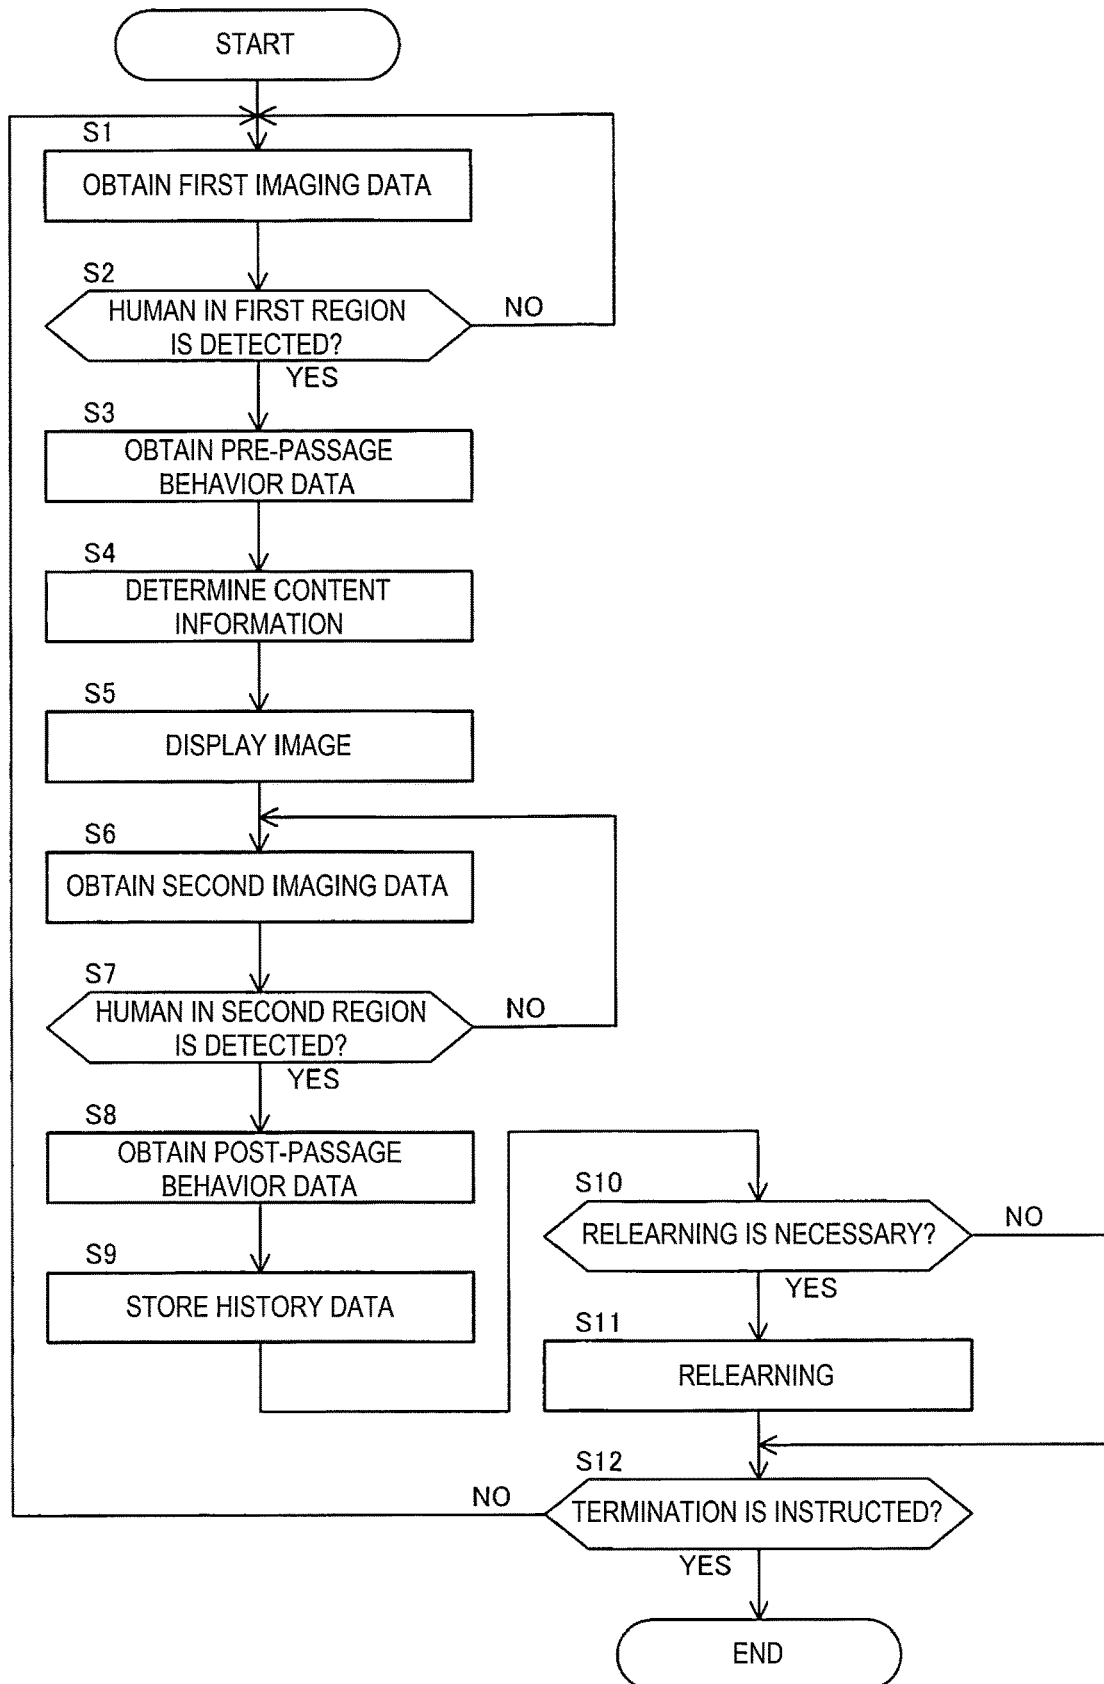 START
S1
OBTAIN FIRST IMAGING DATA
S2
HUMAN IN FIRST REGION
IS DETECTED?
NO
YES
S3
OBTAIN PRE-PASSAGE
BEHAVIOR DATA
S4
DETERMINE CONTENT
INFORMATION
S5
DISPLAY IMAGE
S6
OBTAIN SECOND IMAGING DATA
S7
HUMAN IN SECOND REGION
IS DETECTED?
NO
YES
S8
OBTAIN POST-PASSAGE
BEHAVIOR DATA
S9
STORE HISTORY DATA
S10
RELEARNING IS NECESSARY?
NO
YES
S11
RELEARNING
S12
TERMINATION IS INSTRUCTED?
NO
YES
END